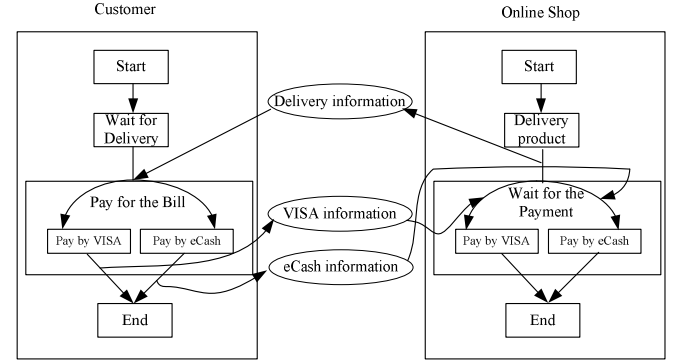 Customer
Online Shop
Start
Wait for
Delivery
Pay for the Bill
Pay by VISA
Pay by eCash
End
Delivery information
VISA information
eCash information
Start
Delivery
product
Wait for the
Payment
Pay by VISA
Pay by eCash
End